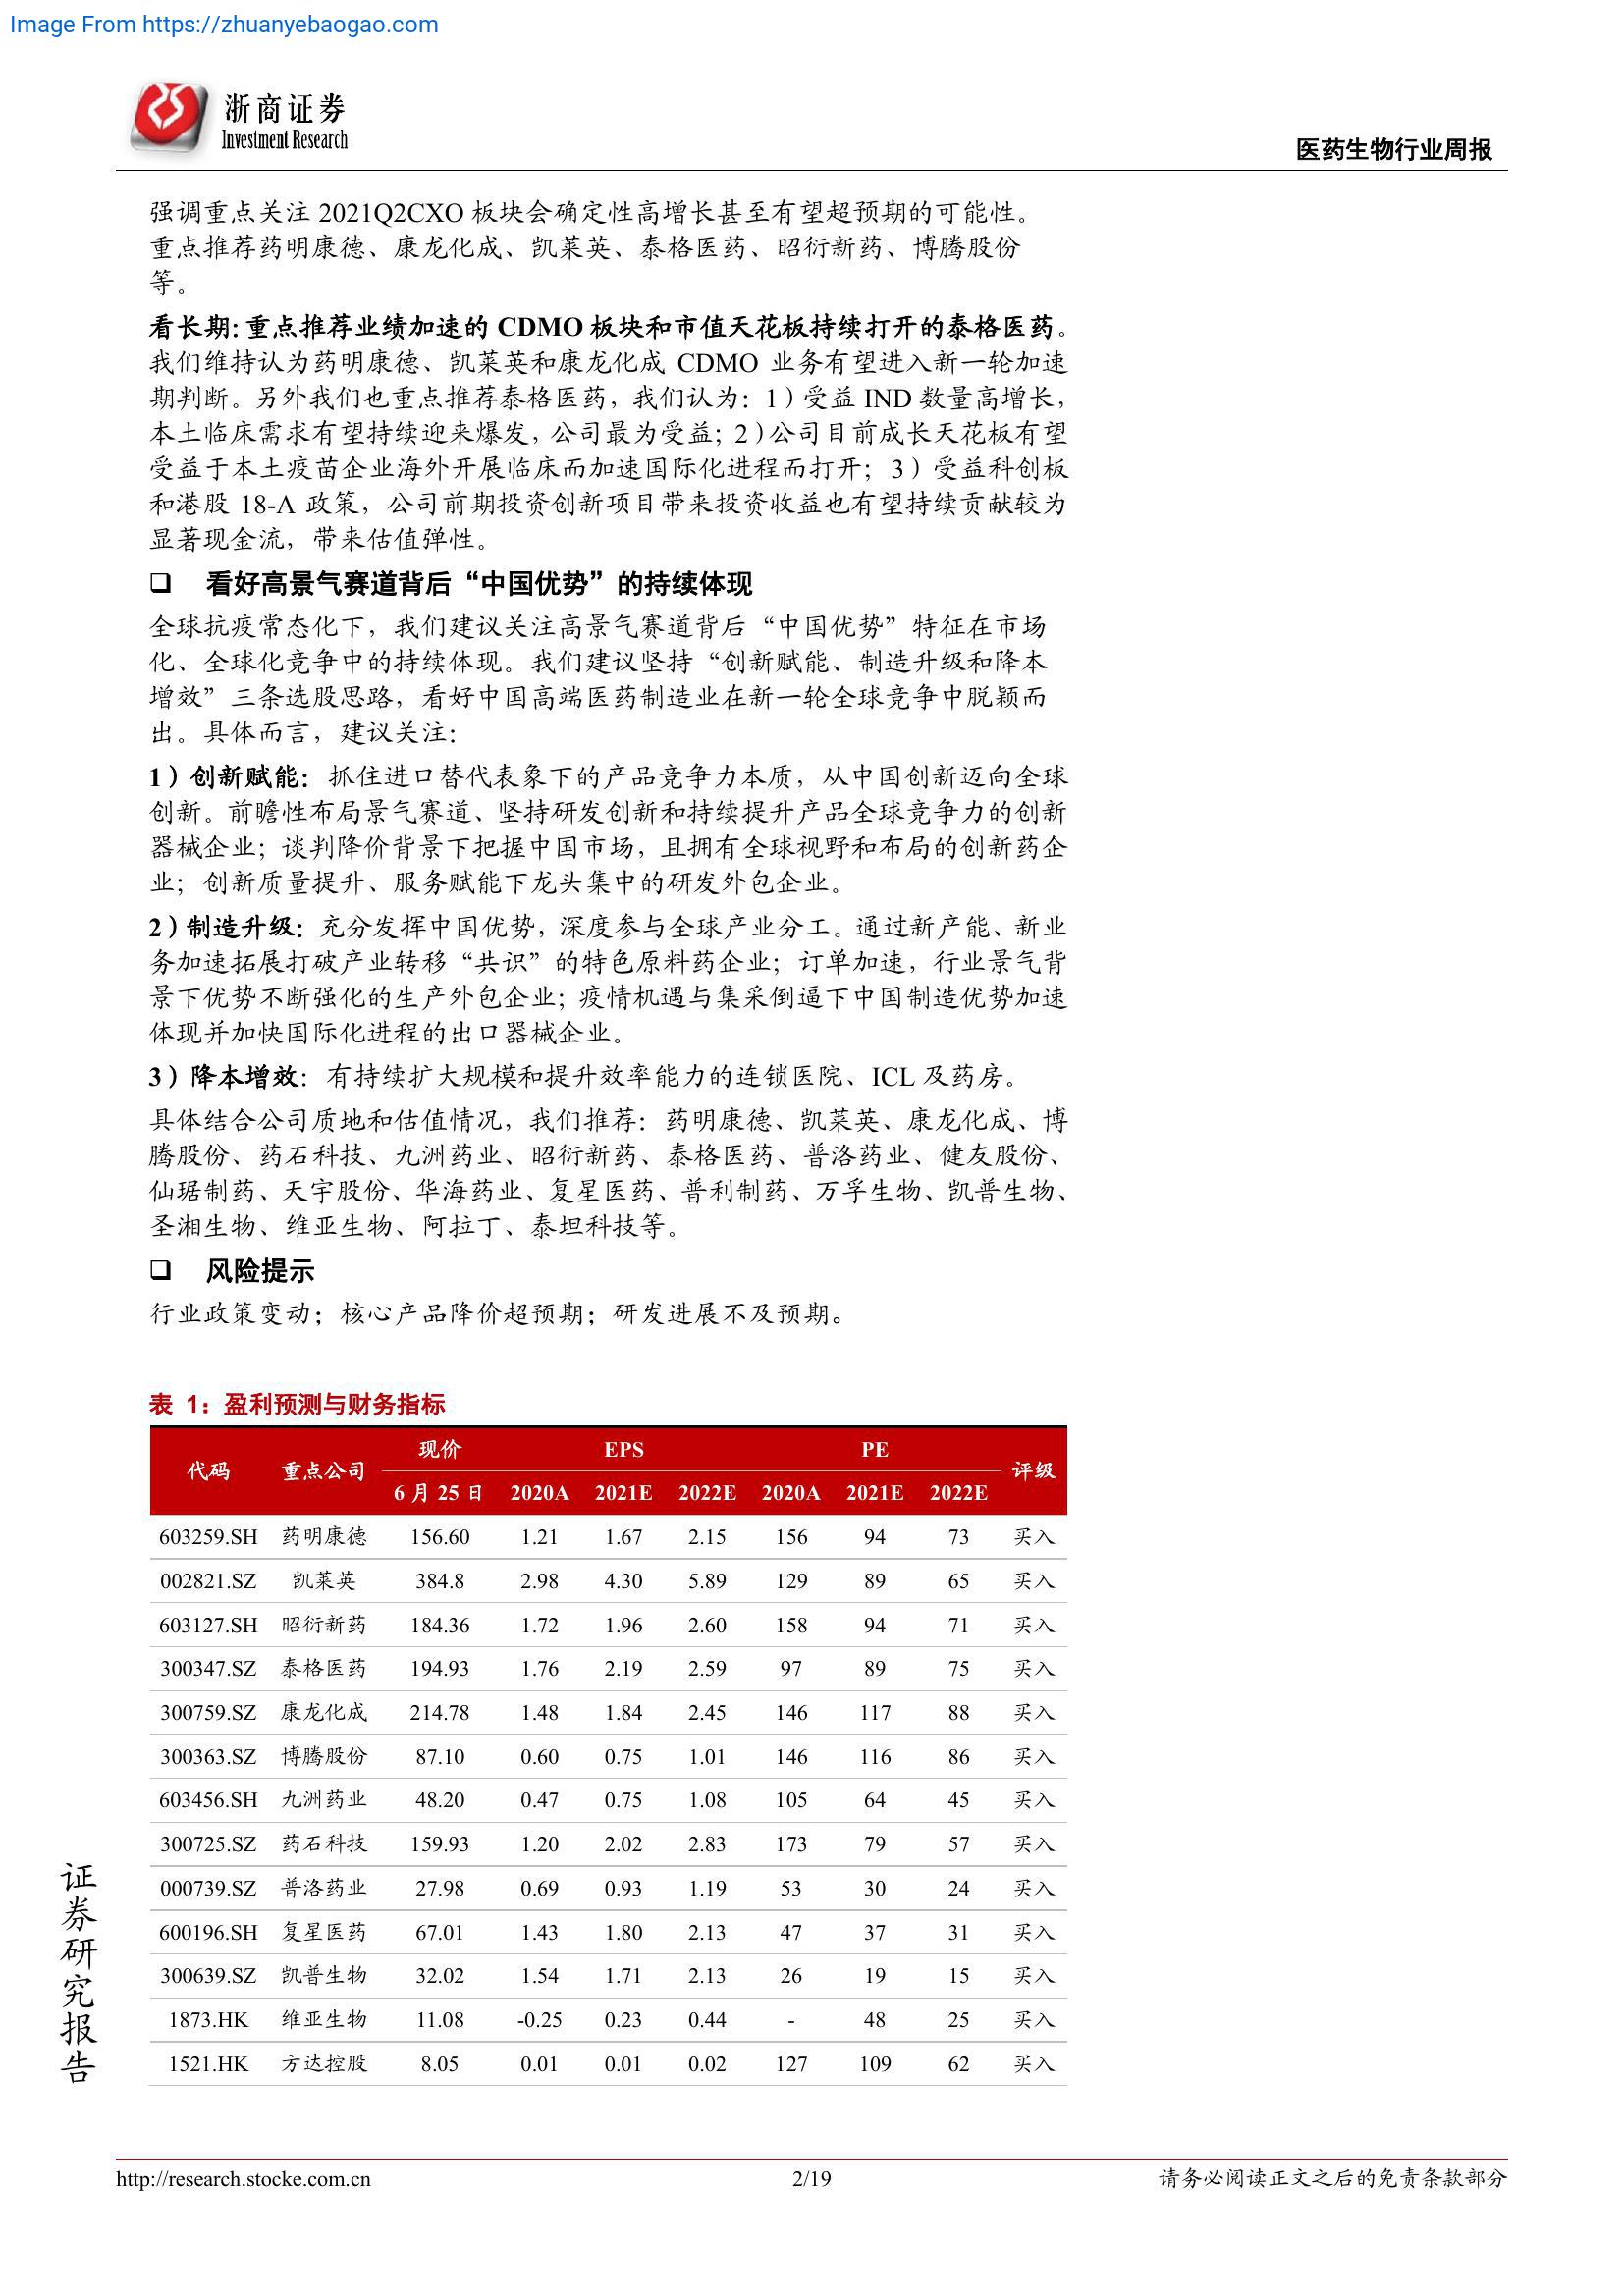 Image From https://zhuanyebaogao.com
浙商证券
Investment Research
医药生物行业周报
强调重点关注 2021Q2CXO 板块会确定性高增长甚至有望超预期的可能性。
重点推荐药明康德、康龙化成、凯莱英、泰格医药、昭衍新药、博腾股份
等。
看长期：重点推荐业绩加速的 CDMO 板块和市值天花板持续打开的泰格医药。
我们维持认为药明康德、凯莱英和康龙化成 CDMO 业务有望进入新一轮加速
期判断。另外我们也重点推荐泰格医药，我们认为：1）受益 IND 数量高增长，
本土临床需求有望持续迎来爆发，公司最为受益；2）公司目前成长天花板有望
受益于本土疫苗企业海外开展临床而加速国际化进程而打开；3）受益科创板
和港股 18-A 政策，公司前期投资创新项目带来投资收益也有望持续贡献较为
显著现金流，带来估值弹性。
❑ 看好高景气赛道背后“中国优势”的持续体现
全球抗疫常态化下，我们建议关注高景气赛道背后“中国优势”特征在市场
化、全球化竞争中的持续体现。我们建议坚持“创新赋能、制造升级和降本
增效”三条选股思路，看好中国高端医药制造业在新一轮全球竞争中脱颖而
出。具体而言，建议关注：
1）创新赋能：抓住进口替代表象下的产品竞争力本质，从中国创新迈向全球
创新。前瞻性布局景气赛道、坚持研发创新和持续提升产品全球竞争力的创新
器械企业；谈判降价背景下把握中国市场，且拥有全球视野和布局的创新药企
业；创新质量提升、服务赋能下龙头集中的研发外包企业。
2）制造升级：充分发挥中国优势，深度参与全球产业分工。通过新产能、新业
务加速拓展打破产业转移“共识”的特色原料药企业；订单加速，行业景气背
景下优势不断强化的生产外包企业；疫情机遇与集采倒逼下中国制造优势加速
体现并加快国际化进程的出口器械企业。
3）降本增效：有持续扩大规模和提升效率能力的连锁医院、ICL 及药房。
具体结合公司质地和估值情况，我们推荐：药明康德、凯莱英、康龙化成、博
腾股份、药石科技、九洲药业、昭衍新药、泰格医药、普洛药业、健友股份、
仙琚制药、天宇股份、华海药业、复星医药、普利制药、万孚生物、凯普生物、
圣湘生物、维亚生物、阿拉丁、泰坦科技等。
❑ 风险提示
行业政策变动；核心产品降价超预期；研发进展不及预期。
表 1：盈利预测与财务指标
代码 重点公司 现价 EPS PE 评级
6 月 25 日 2020A 2021E 2022E 2020A 2021E 2022E
603259.SH 药明康德 156.60 1.21 1.67 2.15 156 94 73 买入
002821.SZ 凯莱英 384.8 2.98 4.30 5.89 129 89 65 买入
603127.SH 昭衍新药 184.36 1.72 1.96 2.60 158 94 71 买入
300347.SZ 泰格医药 194.93 1.76 2.19 2.59 97 89 75 买入
300759.SZ 康龙化成 214.78 1.48 1.84 2.45 146 117 88 买入
300363.SZ 博腾股份 87.10 0.60 0.75 1.01 146 116 86 买入
603456.SH 九洲药业 48.20 0.47 0.75 1.08 105 64 45 买入
300725.SZ 药石科技 159.93 1.20 2.02 2.83 173 79 57 买入
000739.SZ 普洛药业 27.98 0.69 0.93 1.19 53 30 24 买入
600196.SH 复星医药 67.01 1.43 1.80 2.13 47 37 31 买入
300639.SZ 凯普生物 32.02 1.54 1.71 2.13 26 19 15 买入
1873.HK 维亚生物 11.08 -0.25 0.23 0.44 - 48 25 买入
1521.HK 方达控股 8.05 0.01 0.01 0.02 127 109 62 买入
证券研究报告
http://research.stocke.com.cn 2/19 请务必阅读正文之后的免责条款部分